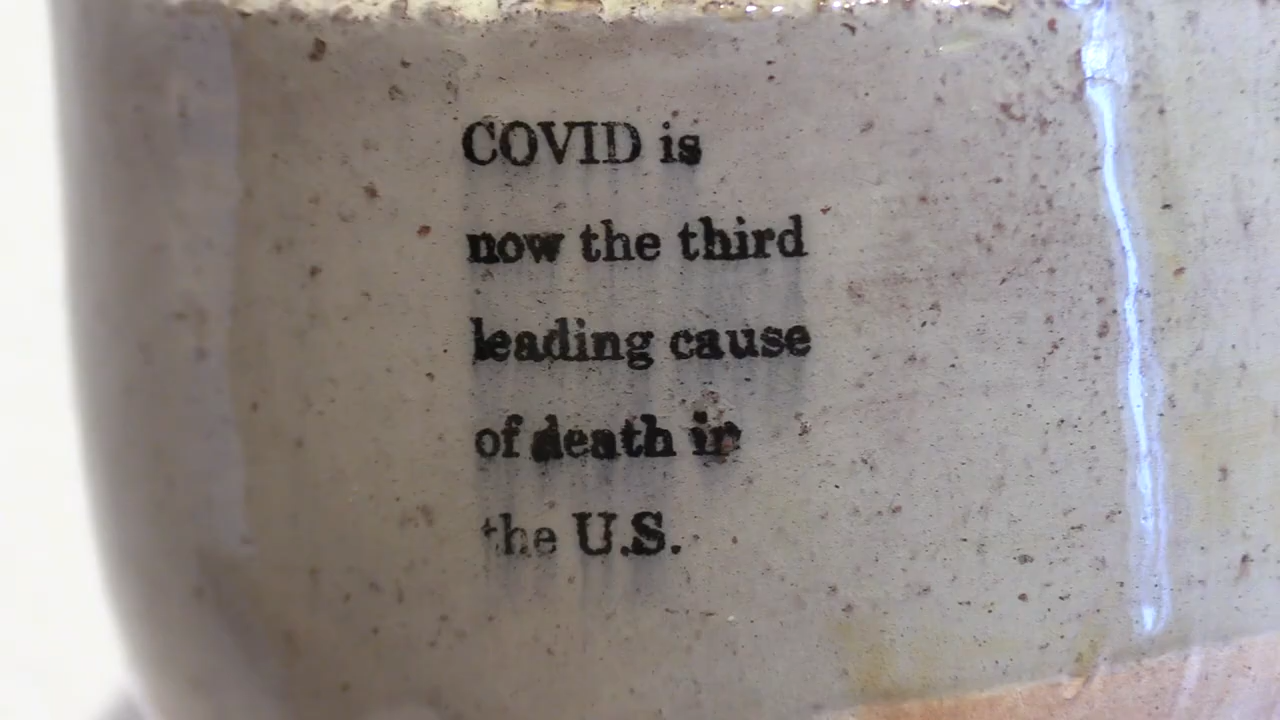 COVID is
now the third
leading cause
of death in
the U.S.